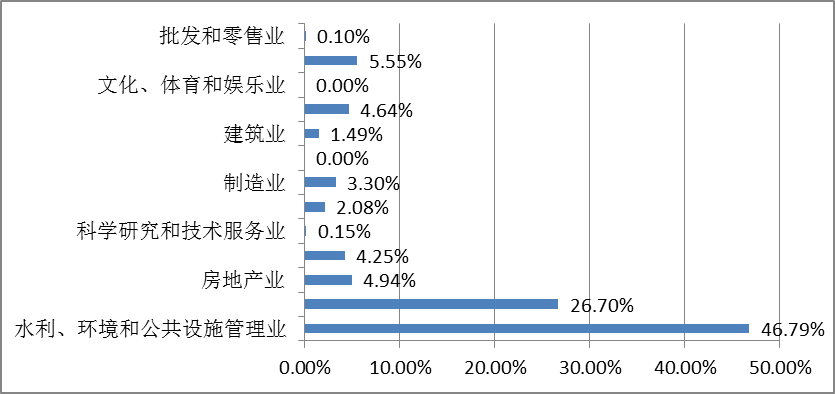 批发和零售业 0.10%
5.55%
文化、体育和娱乐业 0.00%
4.64%
建筑业 1.49%
0.00%
制造业 3.30%
2.08%
科学研究和技术服务业 0.15%
4.25%
房地产业 4.94%
26.70%
水利、环境和公共设施管理业 46.79%
0.00% 10.00% 20.00% 30.00% 40.00% 50.00%